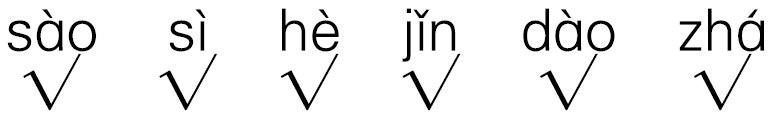 sào sì hè jǐn dào zhá
√ √ √ √ √ √